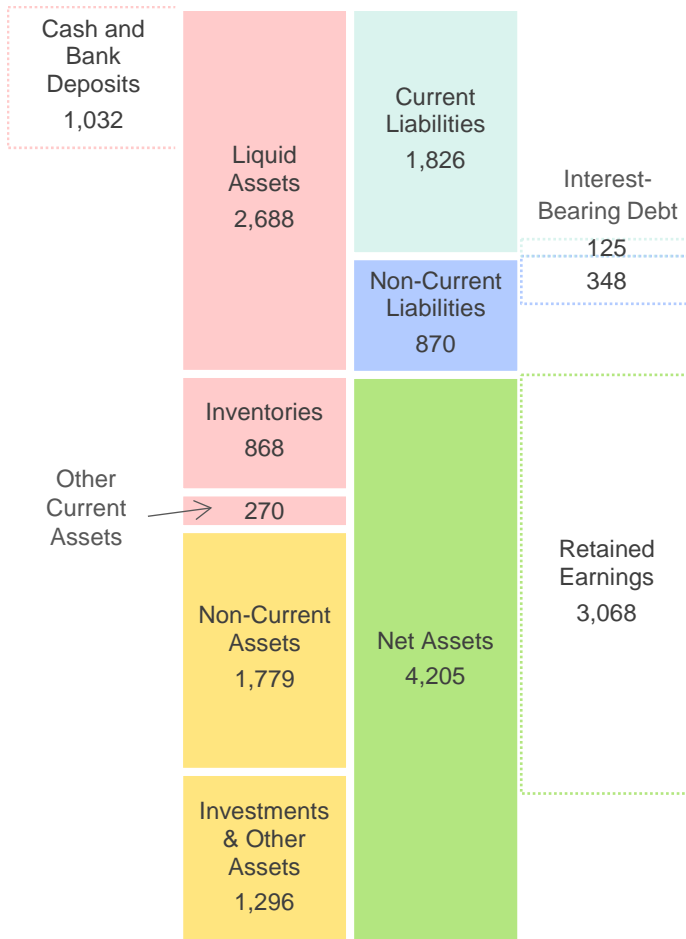 Cash and
Bank
Deposits
1,032
Liquid
Assets
2,688
Current
Liabilities
1,826
Interest-
Bearing Debt
125
348
Non-Current
Liabilities
870
Inventories
868
Other
Current
Assets
270
Non-Current
Assets
1,779
Net Assets
4,205
Retained
Earnings
3,068
Investments
& Other
Assets
1,296